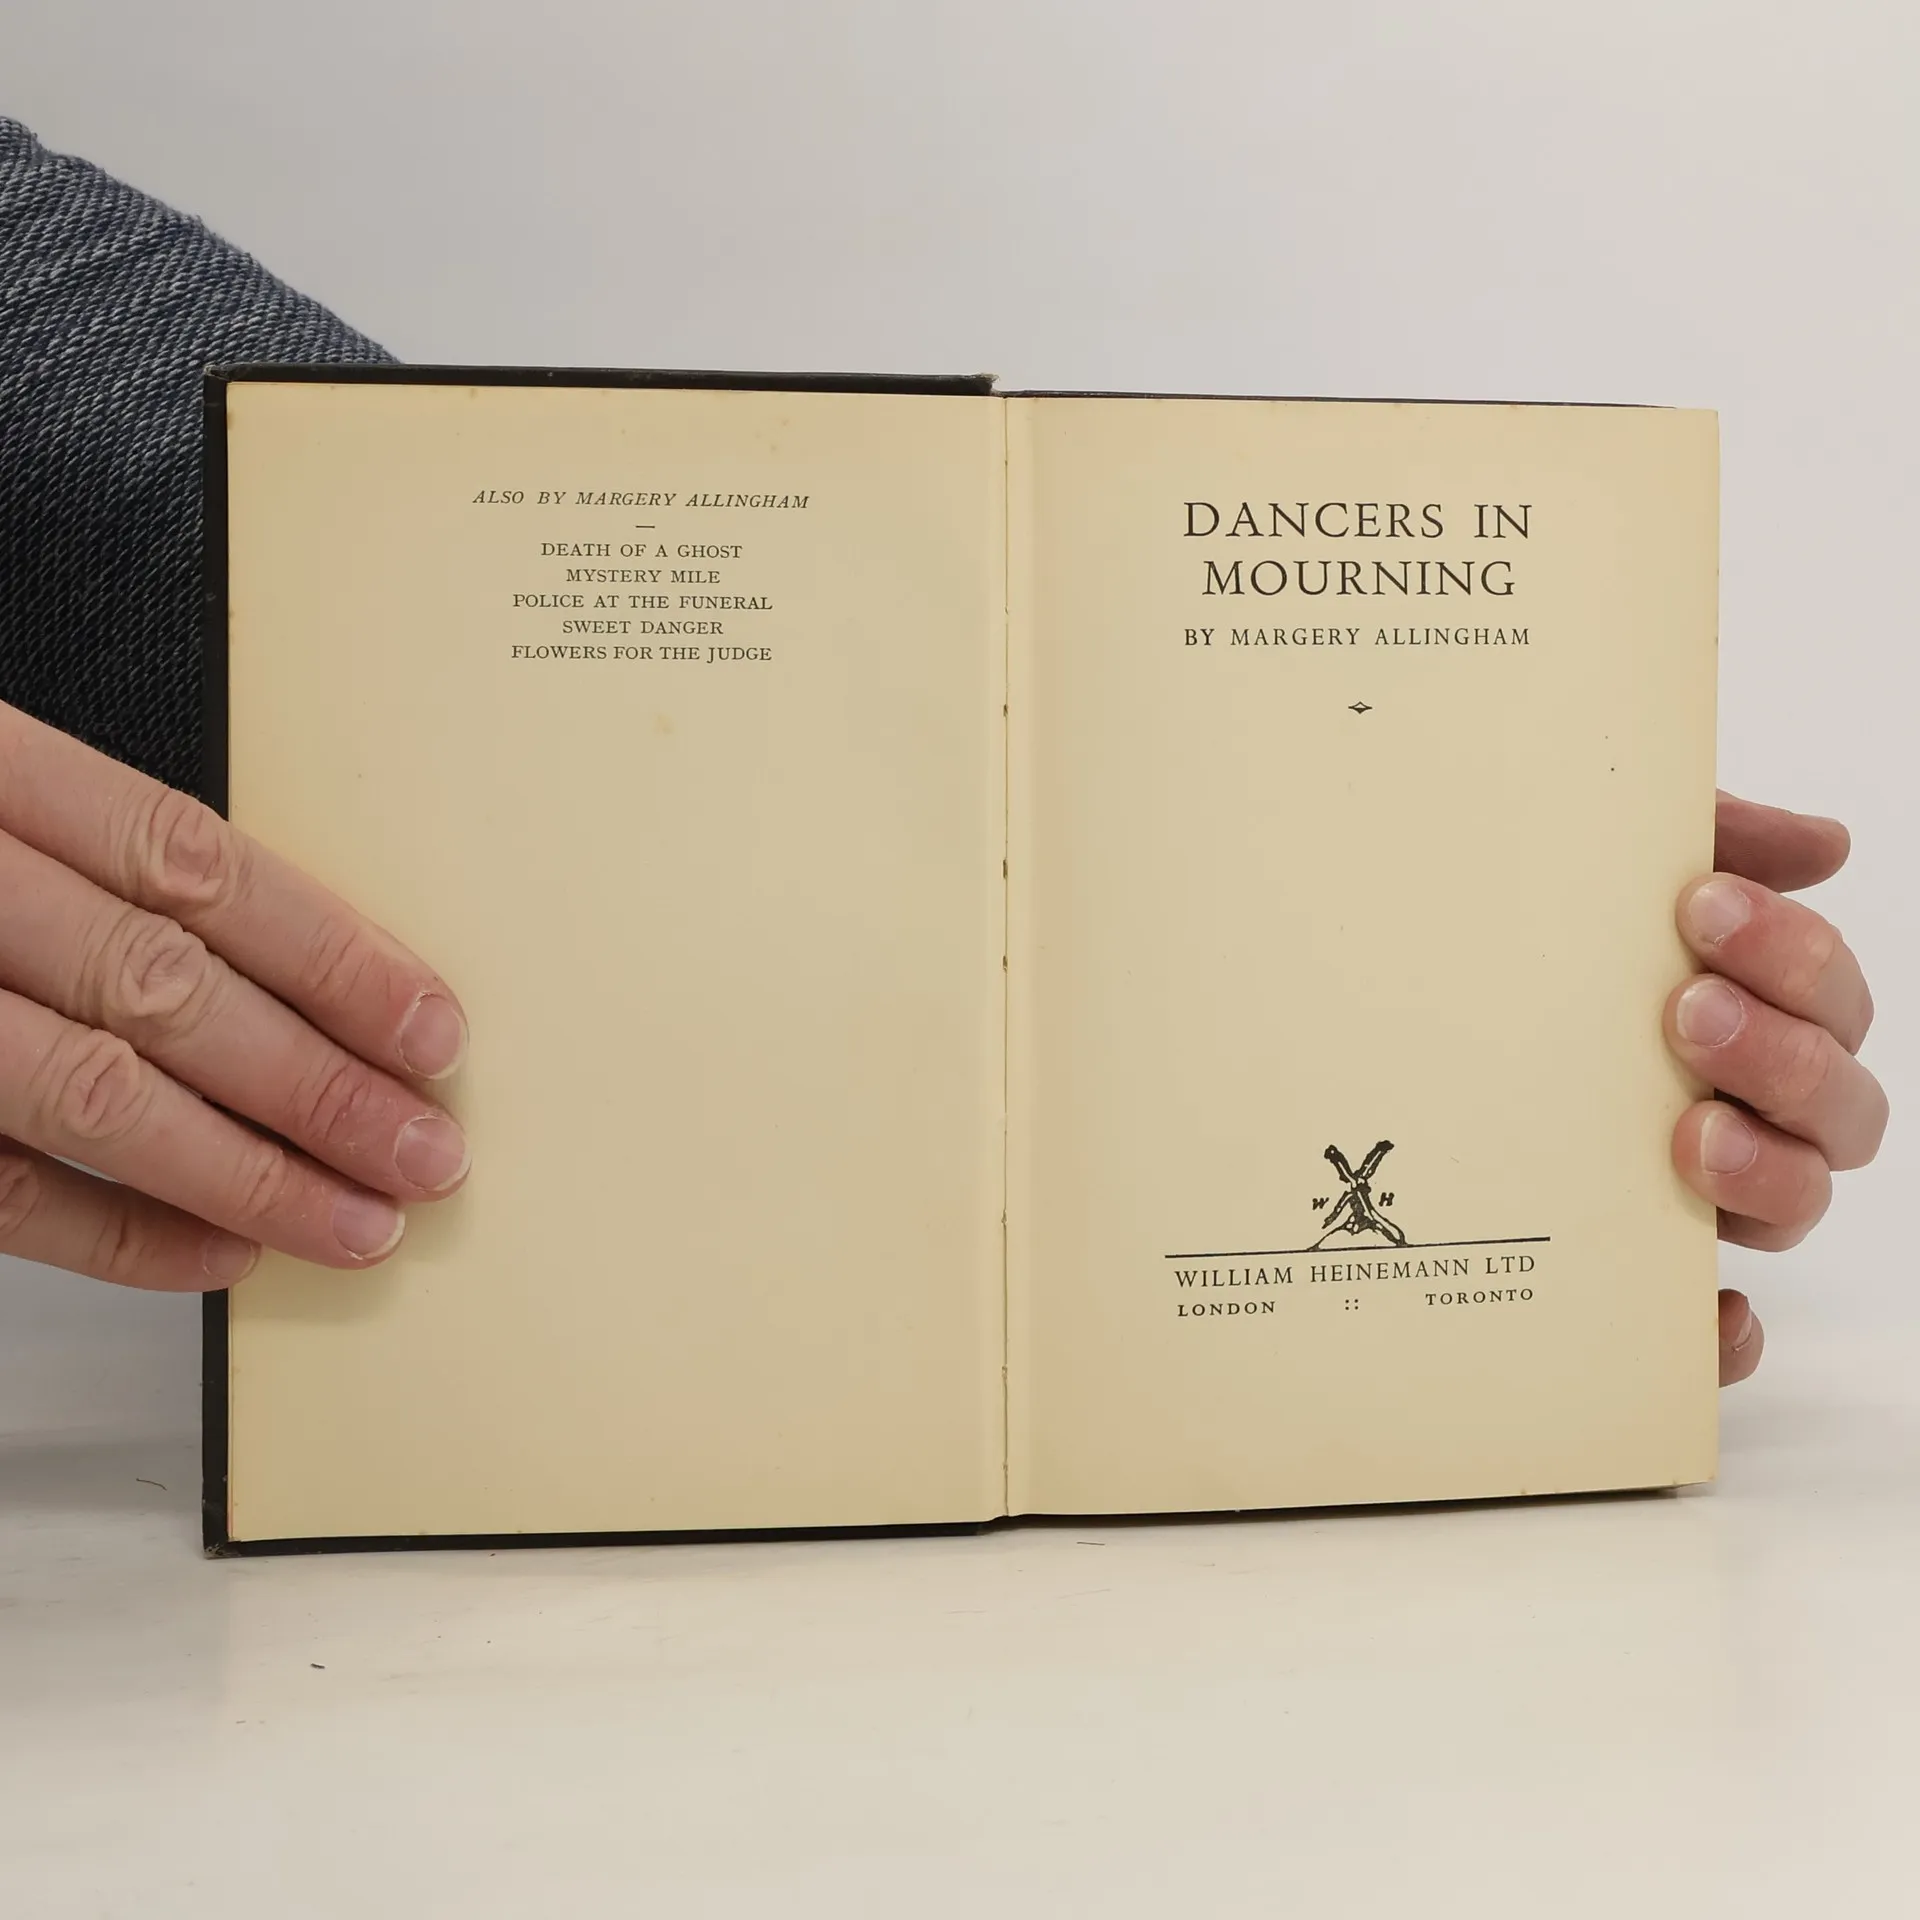 ALSO BY MARGERY ALLINGHAM
—
DEATH OF A GHOST
MYSTERY MILE
POLICE AT THE FUNERAL
SWEET DANGER
FLOWERS FOR THE JUDGE
DANCERS IN
MOURNING
BY MARGERY ALLINGHAM
W H
WILLIAM HEINEMANN LTD
LONDON :: TORONTO